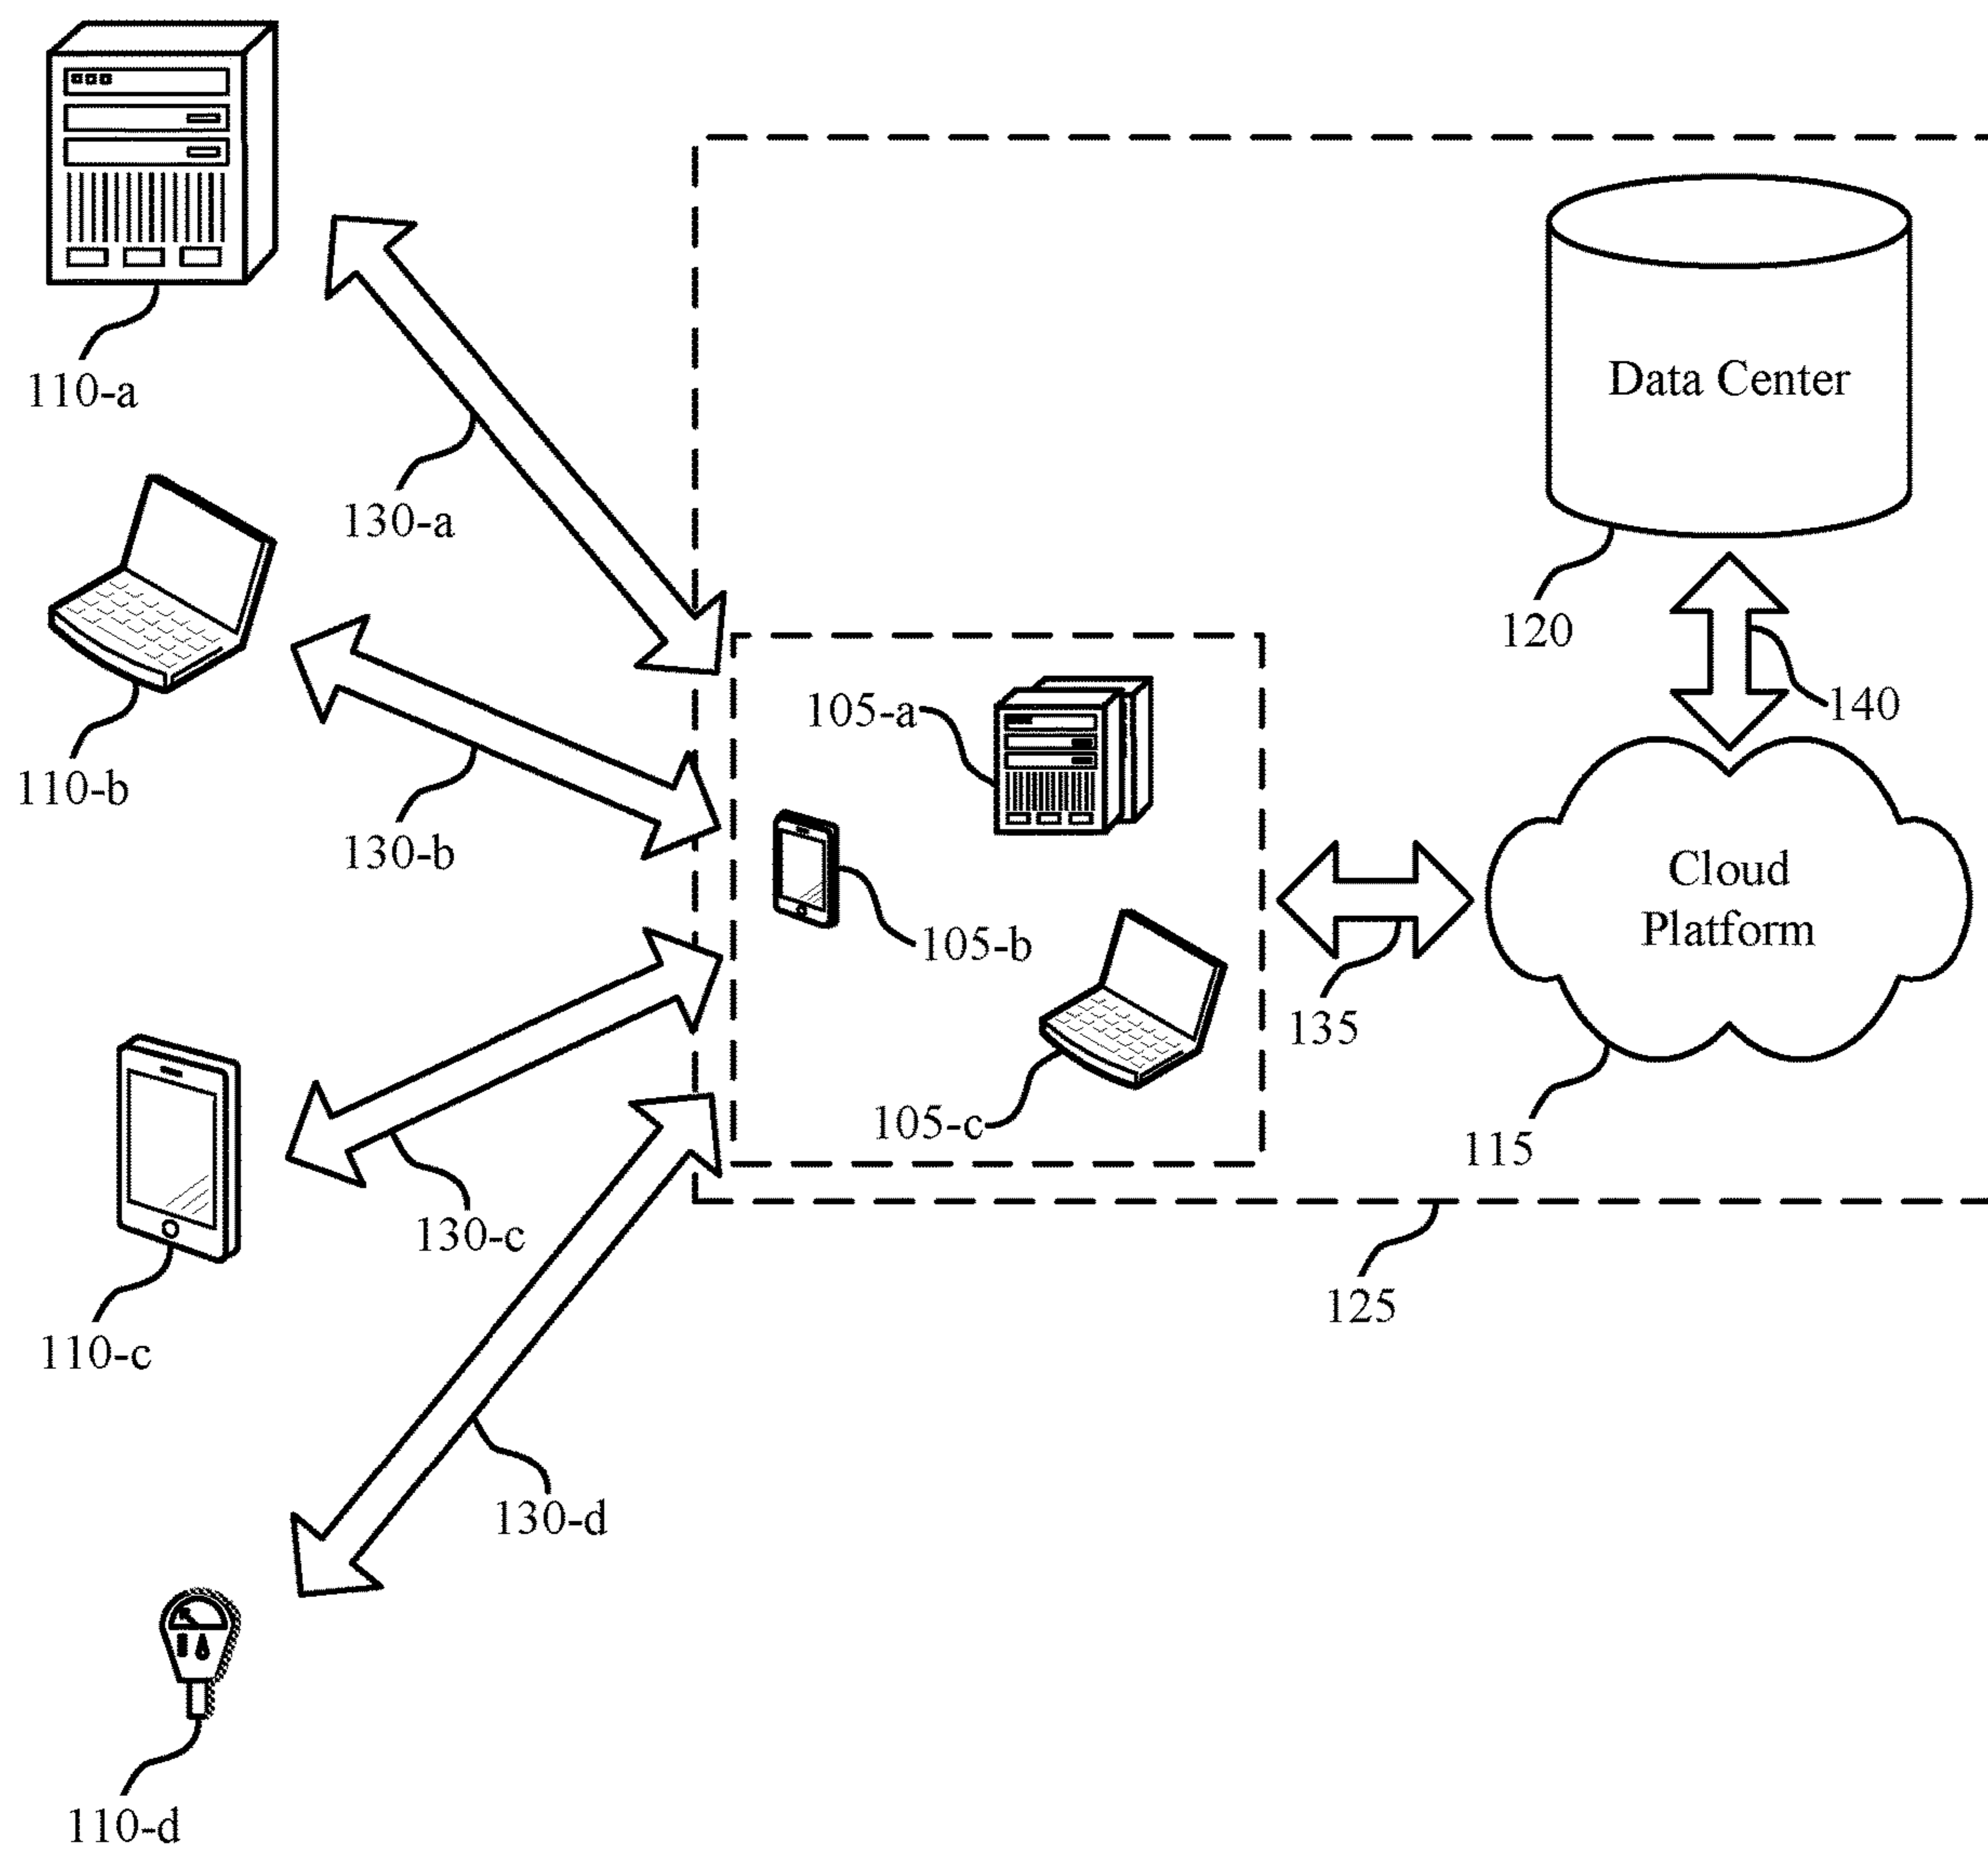 110-a
130-a
Data Center
120
140
105-a
110-b
130-b
Cloud
Platform
105-b
135
105-c
115
130-c
125
110-c
130-d
110-d